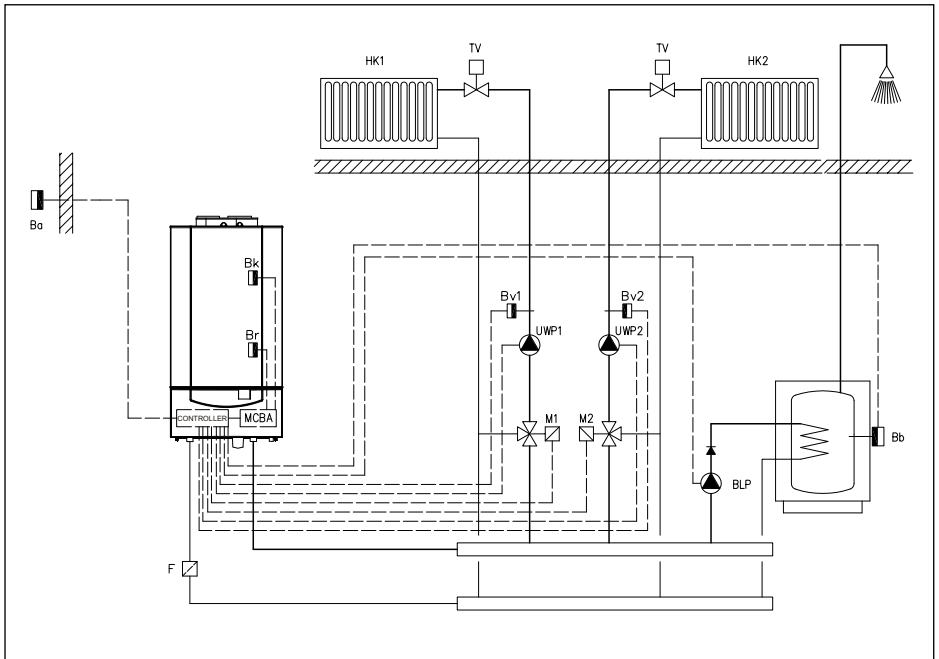 TV
TV
HK1
HK2
Ba
Bk
Br
Bv1
Bv2
UWP1
UWP2
CONTROLLER
MCBA
M1
M2
Bb
BLP
F